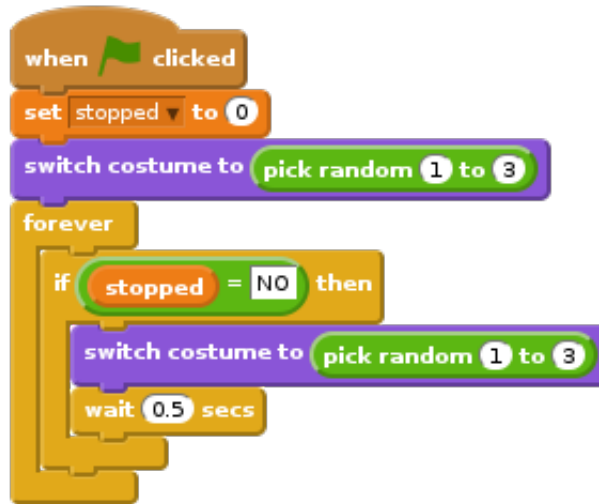 when clicked
set stopped to 0
switch costume to pick random 1 to 3
forever
if stopped = NO then
switch costume to pick random 1 to 3
wait 0.5 secs